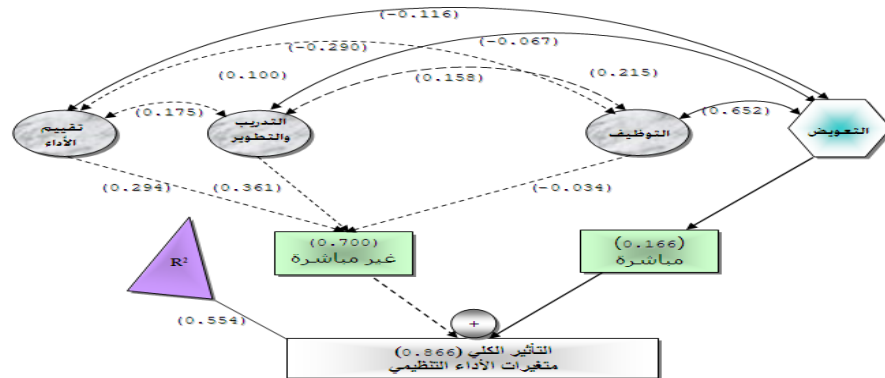 (-0.116)
(-0.290)
(-0.067)
(0.100)
(0.158)
(0.215)
(0.175)
(0.652)
تقييم
الأداء
التدريب
والتطوير
التوظيف
التعويض
(0.294)
(0.361)
(-0.034)
(0.700)
غير مباشرة
(0.166)
مباشرة
R²
(0.554)
+
التأثير الكلي (0.866)
متغيرات الأداء التنظيمي